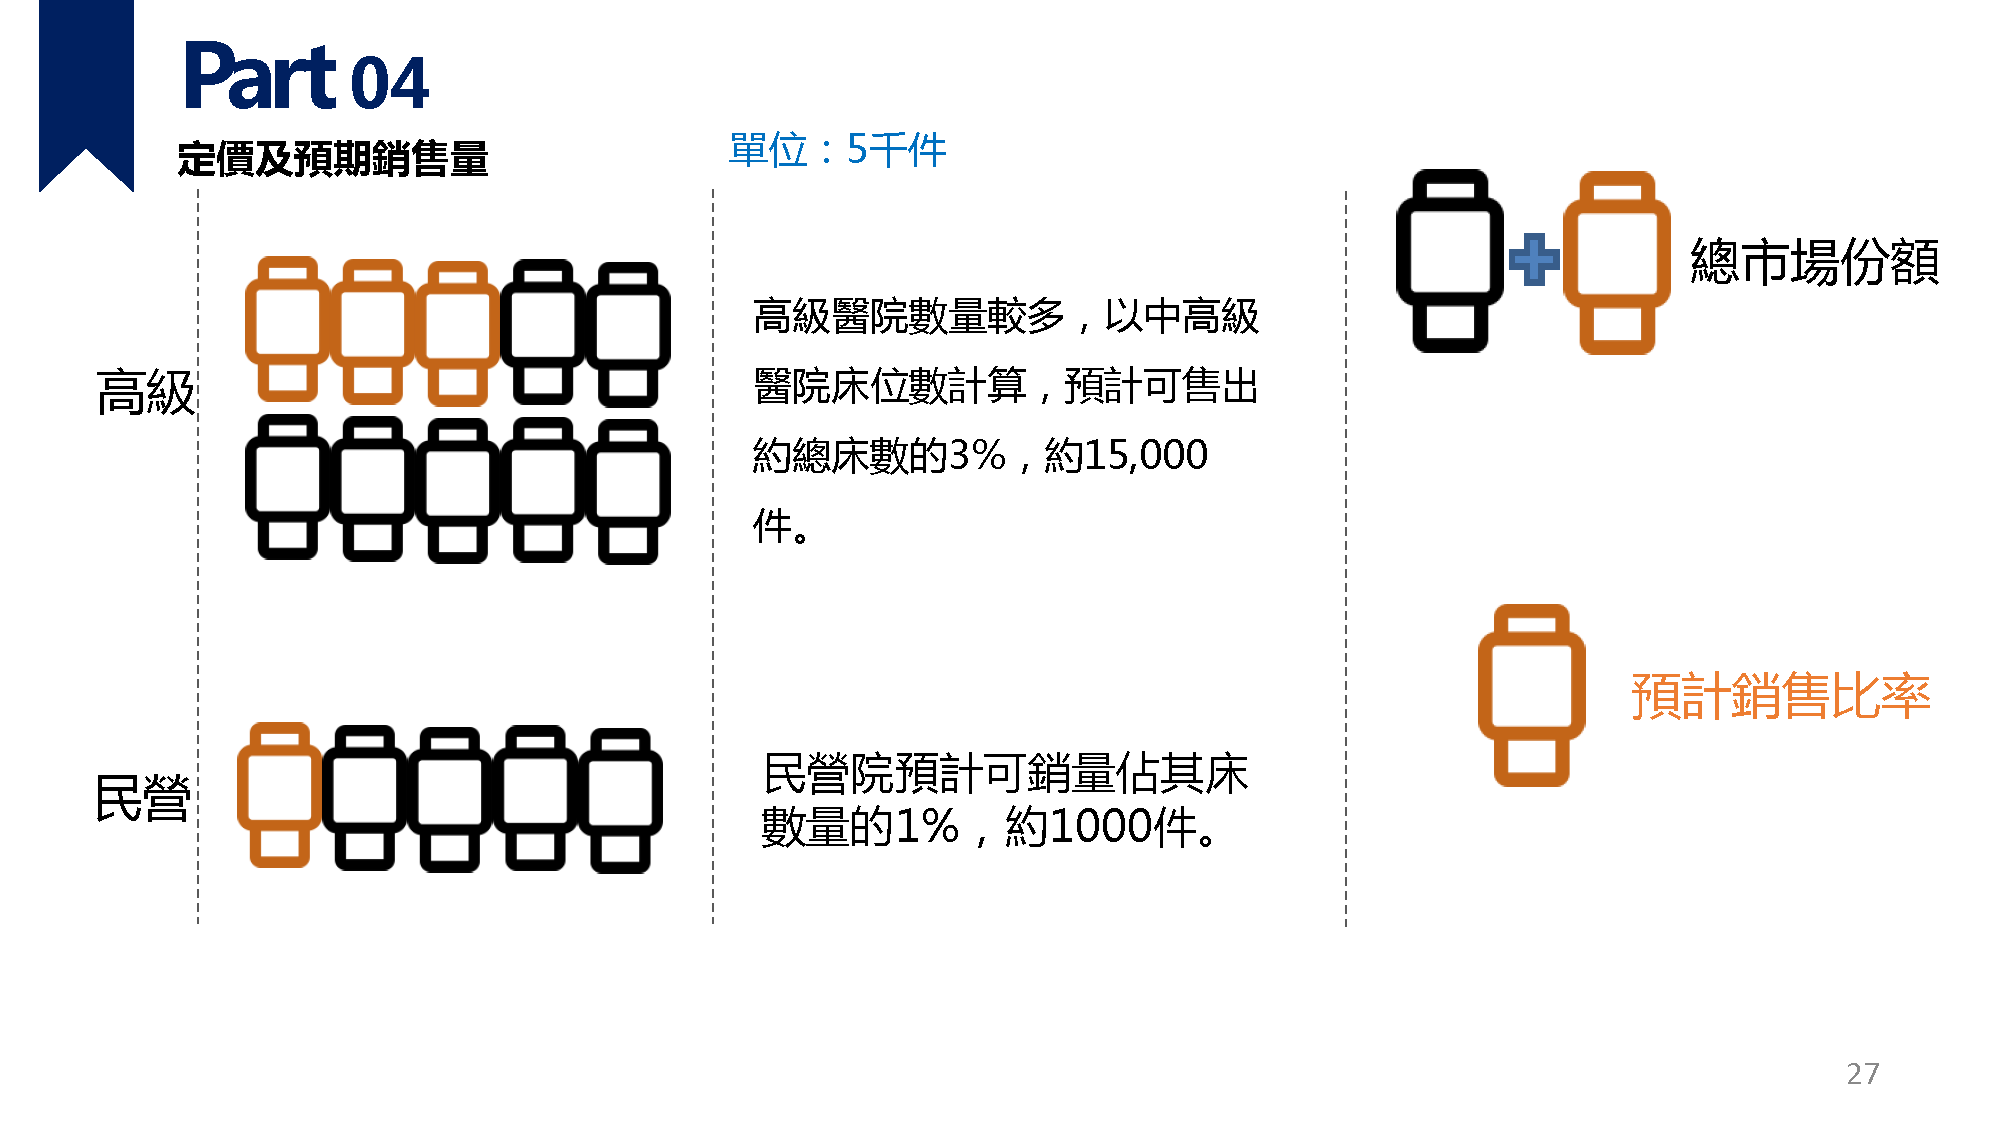 Part 04
定價及預期銷售量
單位：5千件
總市場份額
高級
高級醫院數量較多，以中高級
醫院床位數計算，預計可售出
約總床數的3%，約15,000
件。
預計銷售比率
民營
民營院預計可銷量佔其床
數量的1%，約1000件。
27